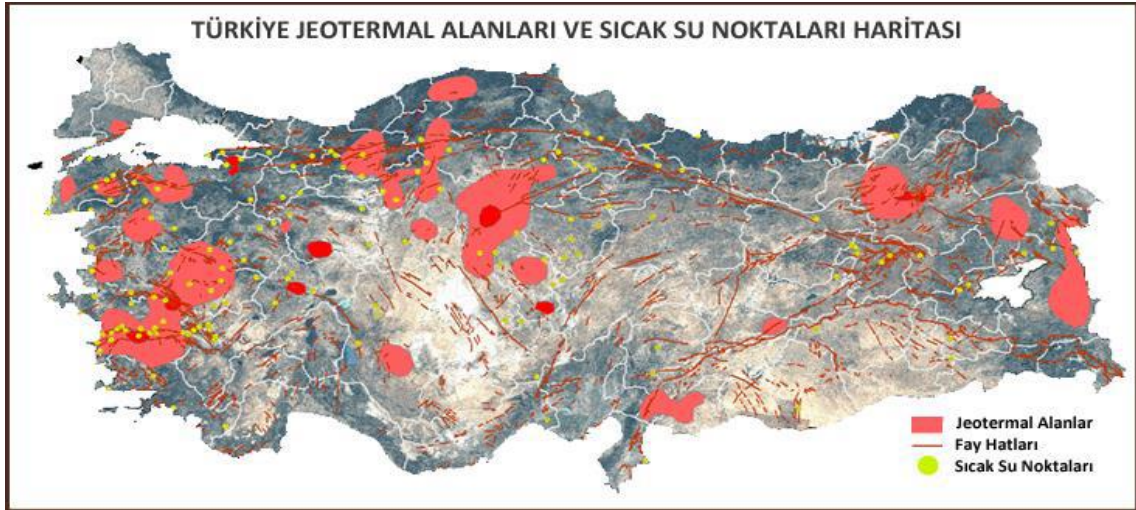 TÜRKİYE JEOTERMAL ALANLARI VE SICAK SU NOKTALARI HARİTASI
Jeotermal Alanlar
Fay Hatları
Sıcak Su Noktaları